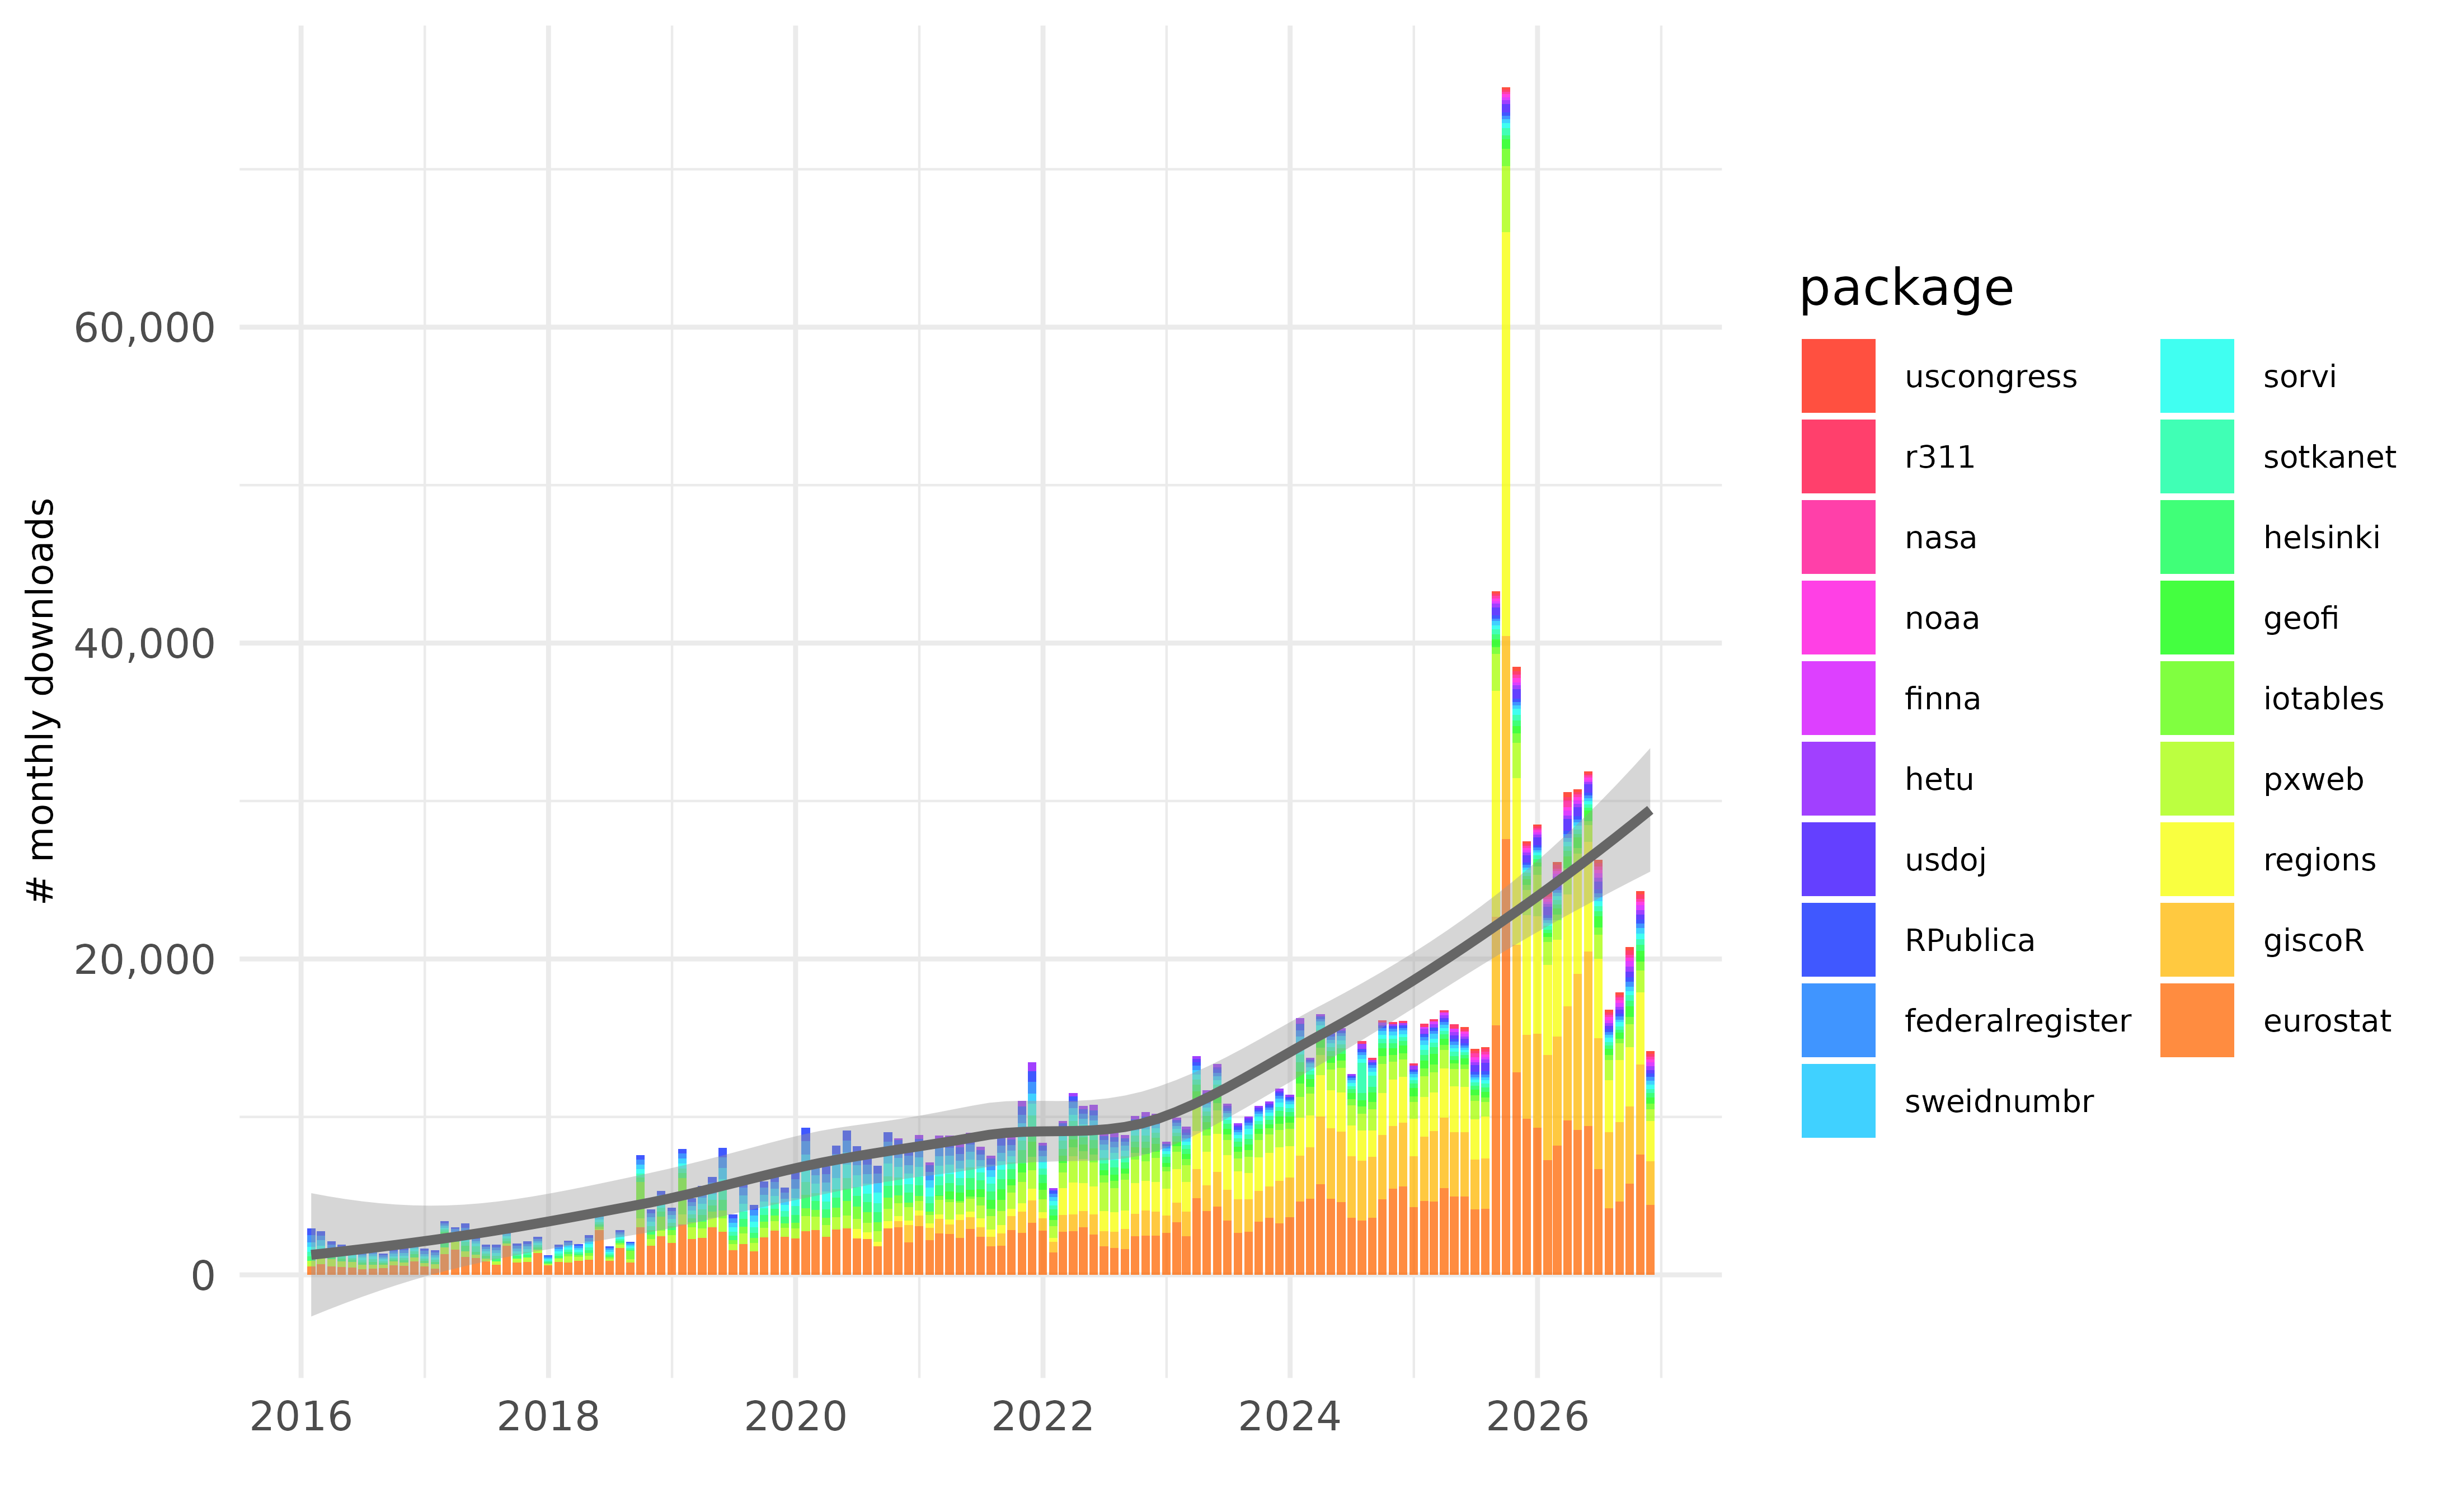 # monthly downloads
60,000
40,000
20,000
0
2016
2018
2020
2022
2024
2026
package
uscongress
r311
nasa
noaa
finna
hetu
usdoj
RPublica
federalregister
sweidnumbr
sorvi
sotkanet
helsinki
geofi
iotables
pxweb
regions
giscoR
eurostat